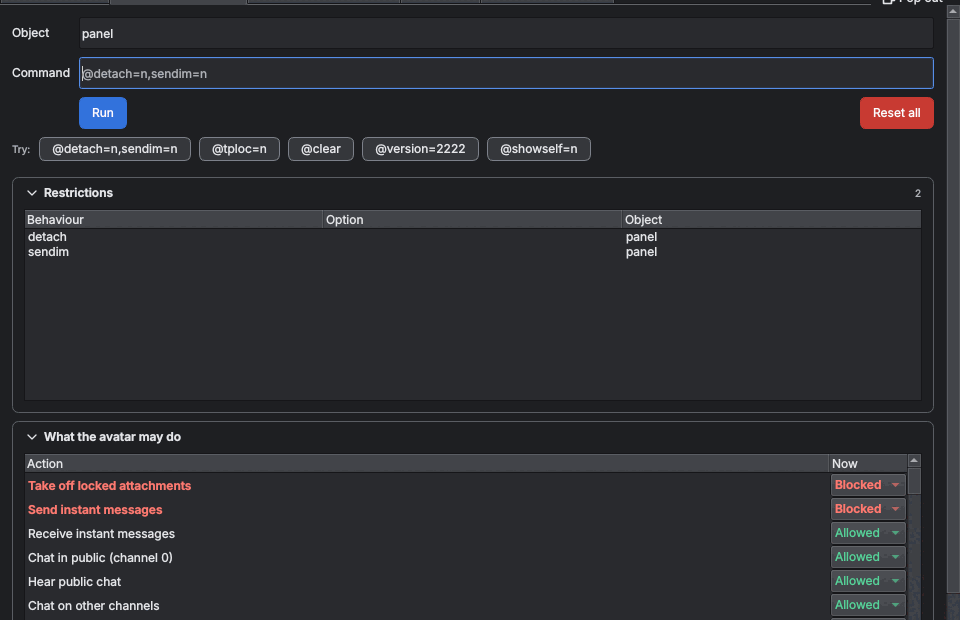 Pop out
Object panel
Command @detach=n,sendim=n
Run Reset all
Try: @detach=n,sendim=n @tploc=n @clear @version=2222 @showself=n
Restrictions 2
Behaviour Option Object
detach panel
sendim panel
What the avatar may do
Action Now
Take off locked attachments Blocked
Send instant messages Blocked
Receive instant messages Allowed
Chat in public (channel 0) Allowed
Hear public chat Allowed
Chat on other channels Allowed